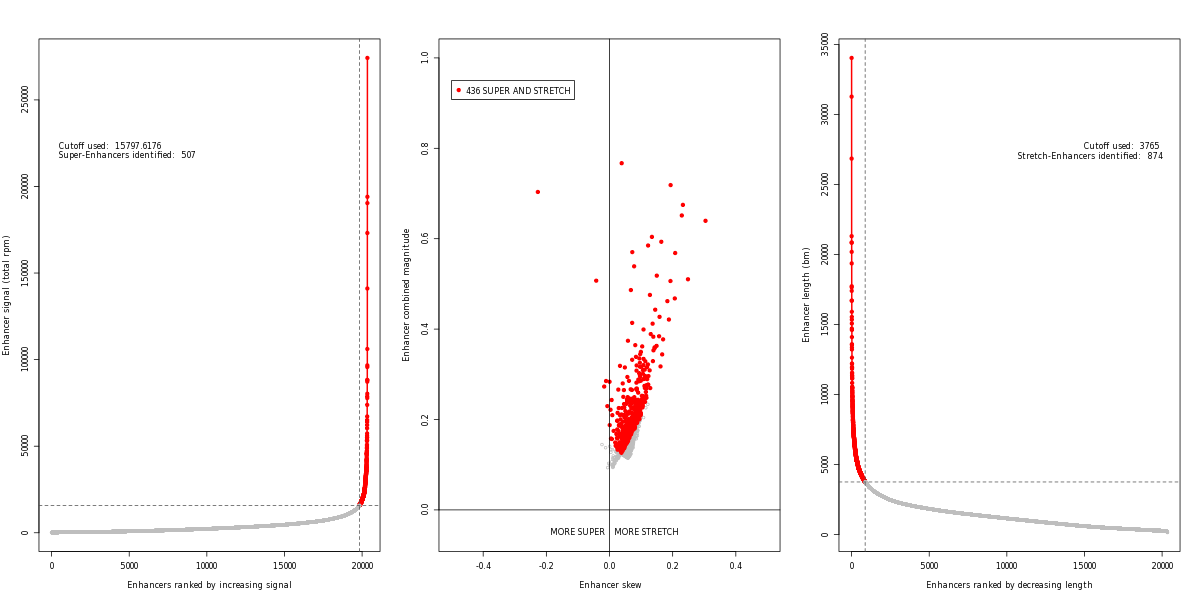 Enhancer signal (total rpm)
250000
200000
150000
100000
50000
0
Cutoff used: 15797.6176
Super-Enhancers identified: 507
0 5000 10000 15000 20000
Enhancers ranked by increasing signal
Enhancer combined magnitude
1.0
0.8
0.6
0.4
0.2
0.0
436 SUPER AND STRETCH
MORE SUPER MORE STRETCH
-0.4 -0.2 0.0 0.2 0.4
Enhancer skew
Enhancer length (bm)
35000
30000
25000
20000
15000
10000
5000
0
Cutoff used: 3765
Stretch-Enhancers identified: 874
0 5000 10000 15000 20000
Enhancers ranked by decreasing length